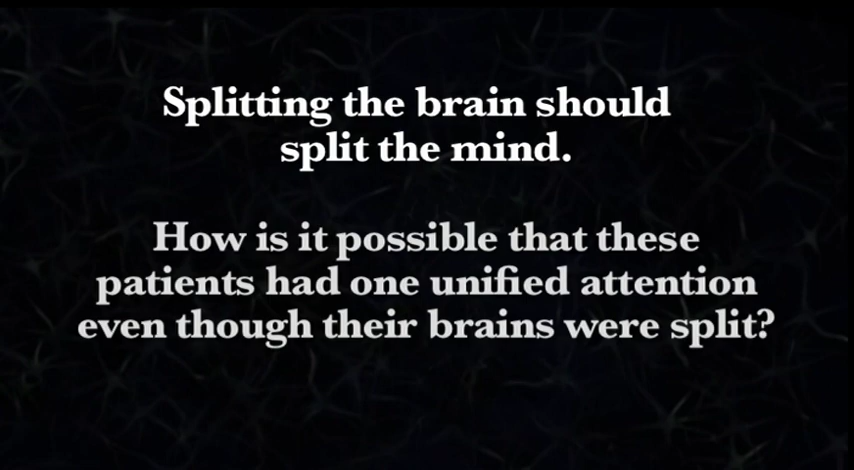 Splitting the brain should
split the mind.
How is it possible that these
patients had one unified attention
even though their brains were split?